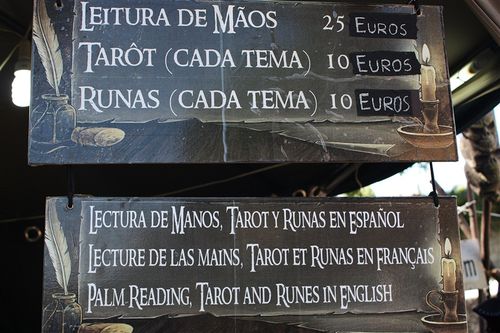 Leitura de Mãos 25 Euros
Tarôt (cada tema) 10 Euros
Runas (cada tema) 10 Euros
Lectura de Manos, Tarot y Runas en Español
Lecture de las mains, Tarot et Runas en Français
Palm Reading, Tarot and Runes in English
m